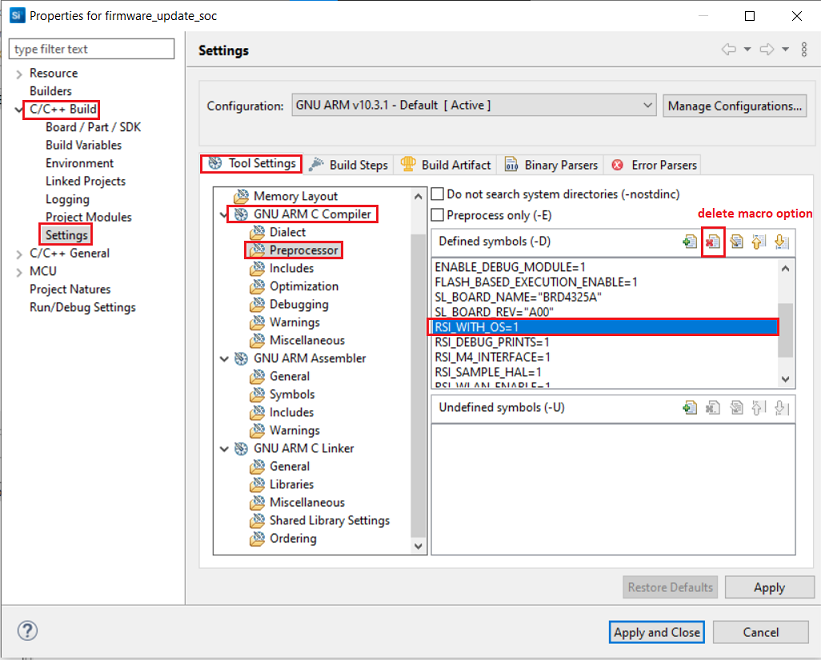 Si Properties for firmware_update_soc
type filter text
Settings
Resource
Builders
C/C++ Build
Board / Part / SDK
Build Variables
Environment
Linked Projects
Logging
Project Modules
Settings
C/C++ General
MCU
Project Natures
Run/Debug Settings
Configuration: GNU ARM v10.3.1 - Default [ Active ] Manage Configurations...
Tool Settings Build Steps Build Artifact Binary Parsers Error Parsers
Memory Layout
GNU ARM C Compiler
Dialect
Preprocessor
Includes
Optimization
Debugging
Warnings
Miscellaneous
GNU ARM Assembler
General
Symbols
Includes
Warnings
GNU ARM C Linker
General
Libraries
Miscellaneous
Shared Library Settings
Ordering
Do not search system directories (-nostdinc)
Preprocess only (-E)
delete macro option
Defined symbols (-D)
ENABLE_DEBUG_MODULE=1
FLASH_BASED_EXECUTION_ENABLE=1
SL_BOARD_NAME="BRD4325A"
SL_BOARD_REV="A00"
RSI_WITH_OS=1
RSI_DEBUG_PRINTS=1
RSI_M4_INTERFACE=1
RSI_SAMPLE_HAL=1
RSI_WLAN_ENABLE=1
Undefined symbols (-U)
Restore Defaults Apply
? Apply and Close Cancel